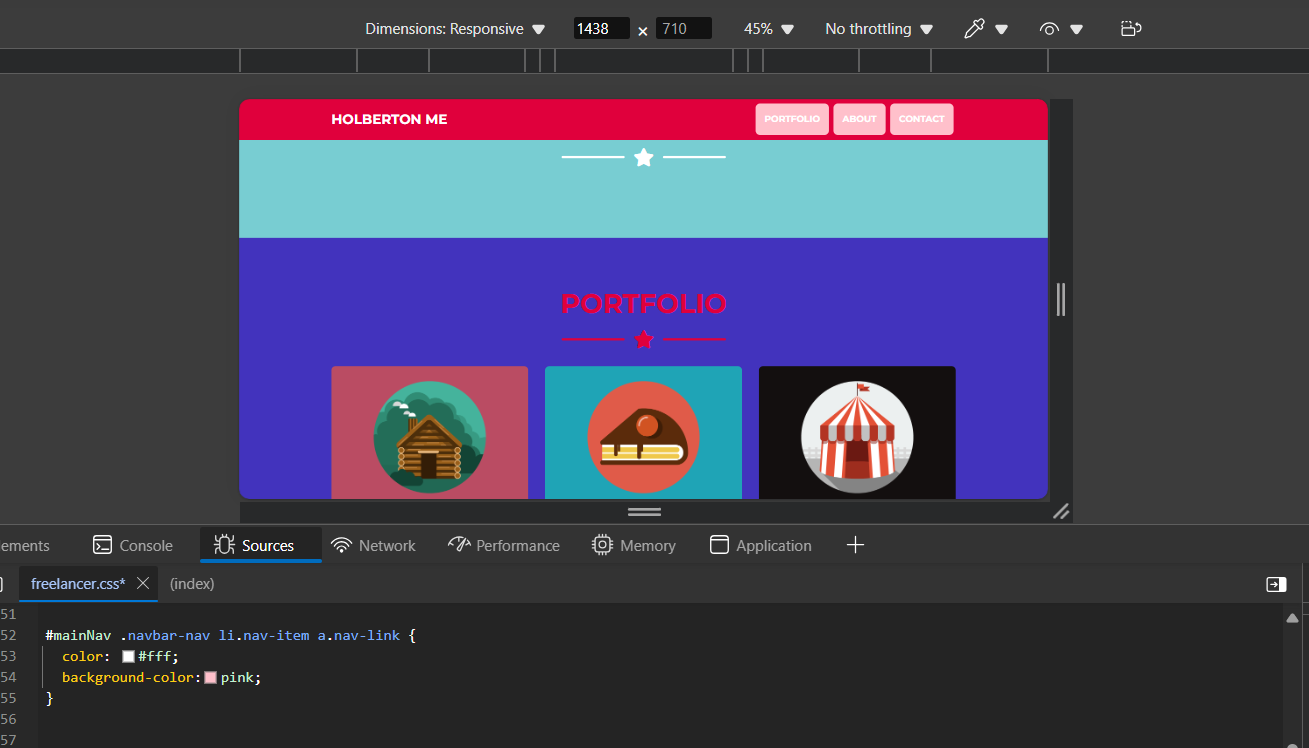 Dimensions: Responsive 1438 × 710 45% No throttling
HOLBERTON ME PORTFOLIO ABOUT CONTACT
PORTFOLIO
ements Console Sources Network Performance Memory Application
freelancer.css* (index)
51
52 #mainNav .navbar-nav li.nav-item a.nav-link {
53 color: #fff;
54 background-color: pink;
55 }
56
57